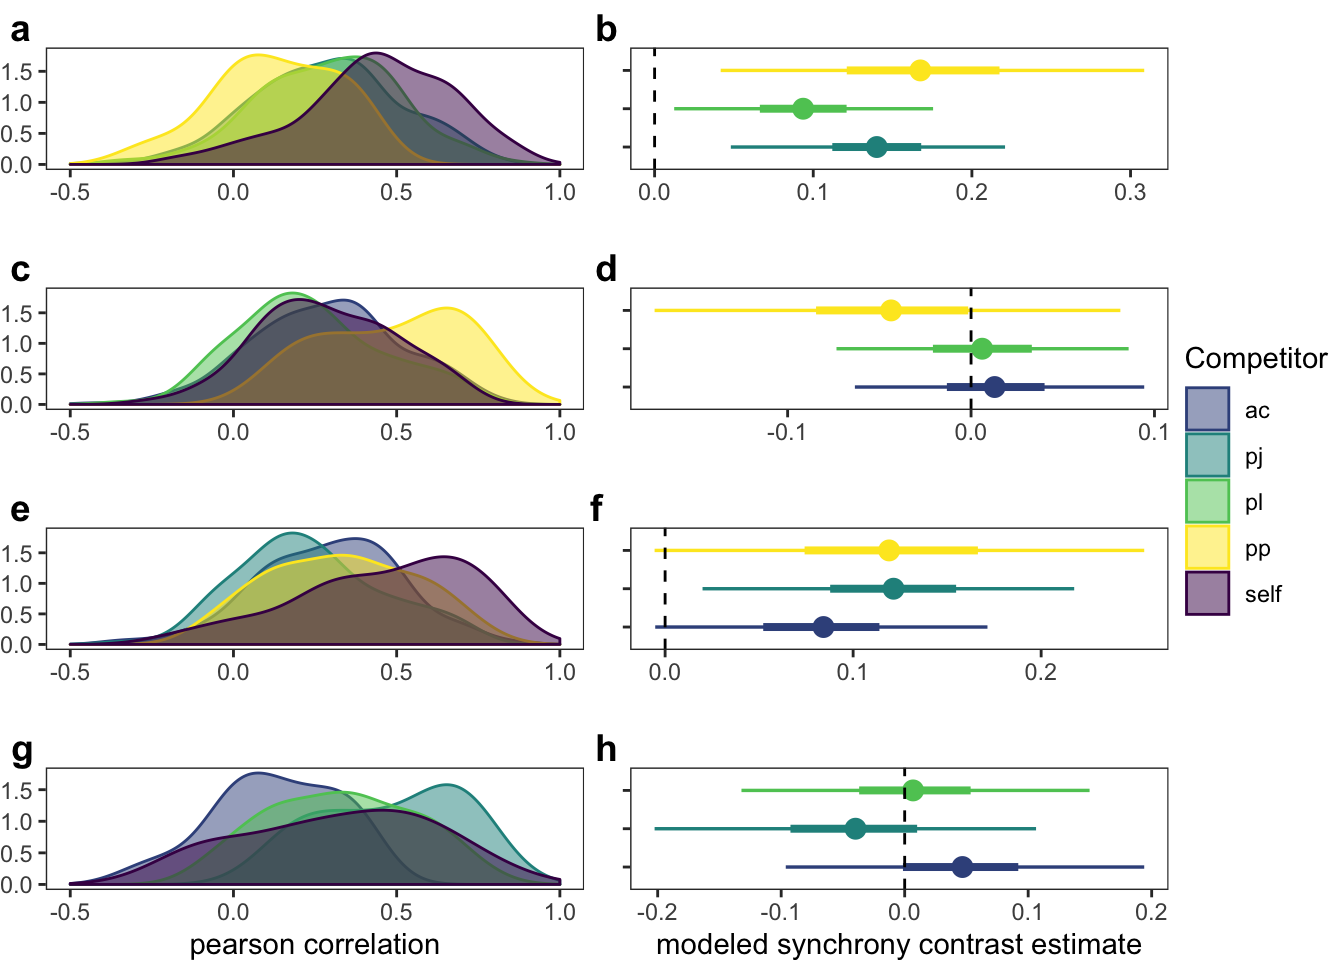 a
b
1.5
1.0
0.5
0.0
-0.5 0.0 0.5 1.0
0.0 0.1 0.2 0.3
c
d
1.5
1.0
0.5
0.0
-0.5 0.0 0.5 1.0
-0.1 0.0 0.1
Competitor
ac
pj
pl
pp
self
e
f
1.5
1.0
0.5
0.0
-0.5 0.0 0.5 1.0
0.0 0.1 0.2
g
h
1.5
1.0
0.5
0.0
-0.5 0.0 0.5 1.0
-0.2 -0.1 0.0 0.1 0.2
pearson correlation
modeled synchrony contrast estimate